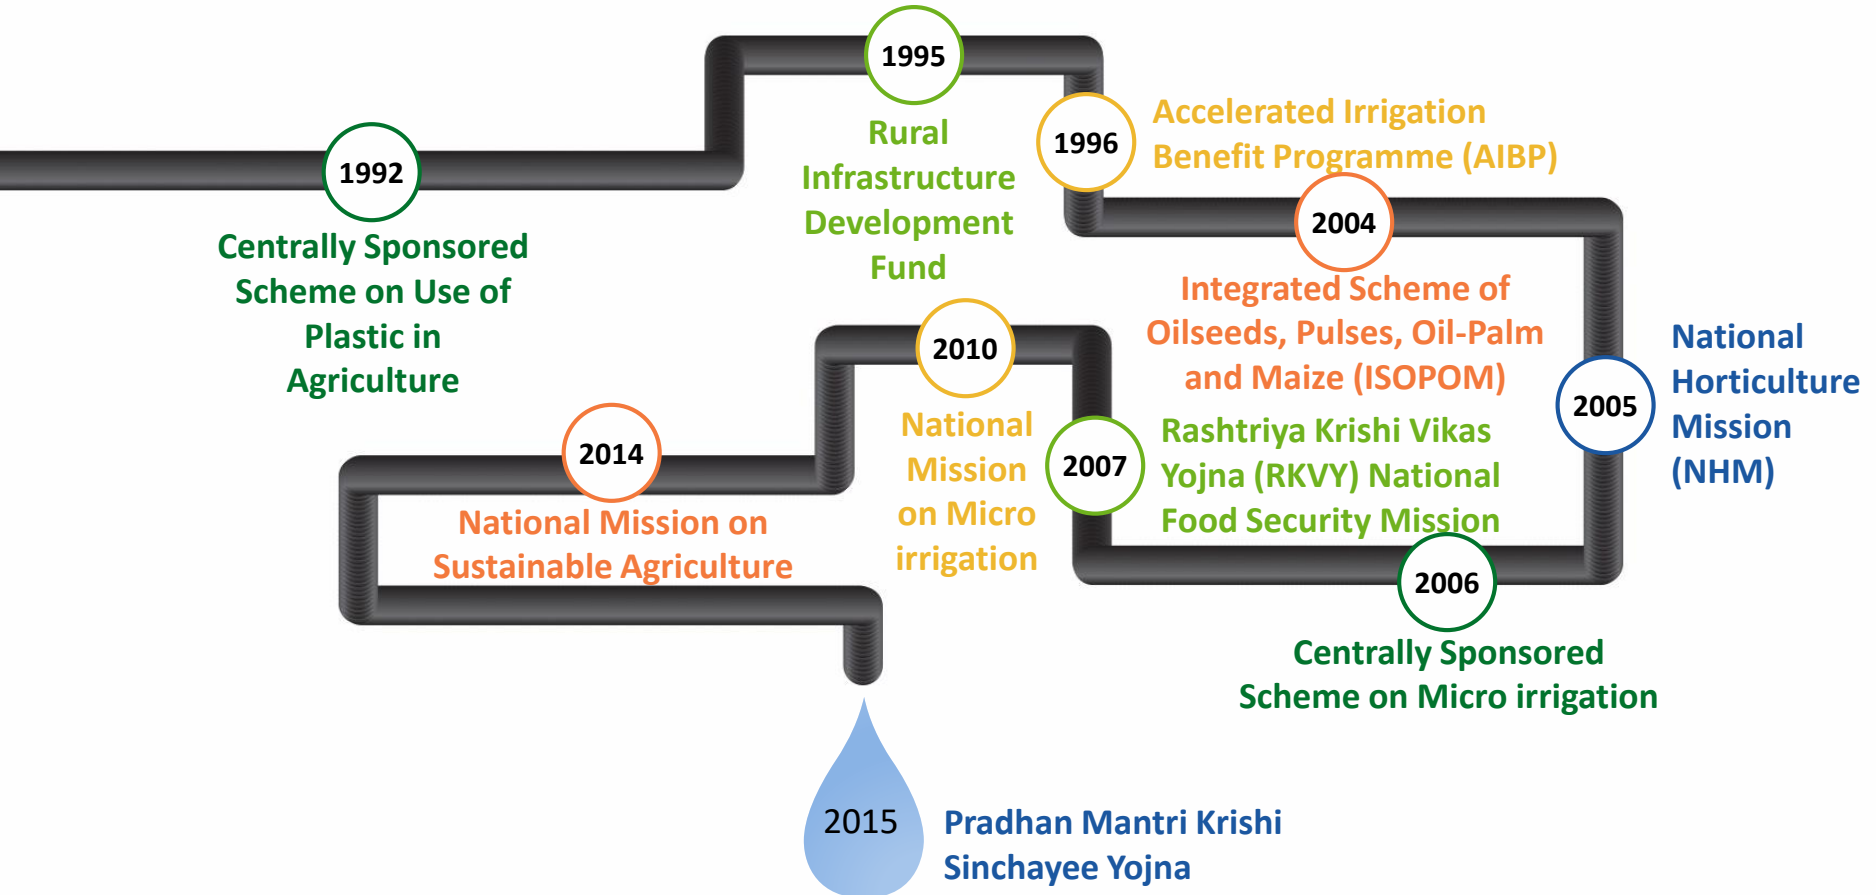 1992
Centrally Sponsored
Scheme on Use of
Plastic in
Agriculture
1995
Rural
Infrastructure
Development
Fund
1996
Accelerated Irrigation
Benefit Programme (AIBP)
2004
Integrated Scheme of
Oilseeds, Pulses, Oil-Palm
and Maize (ISOPOM)
2005
National
Horticulture
Mission
(NHM)
2006
Centrally Sponsored
Scheme on Micro irrigation
2007
Rashtriya Krishi Vikas
Yojna (RKVY) National
Food Security Mission
2010
National
Mission
on Micro
irrigation
2014
National Mission on
Sustainable Agriculture
2015
Pradhan Mantri Krishi
Sinchayee Yojna